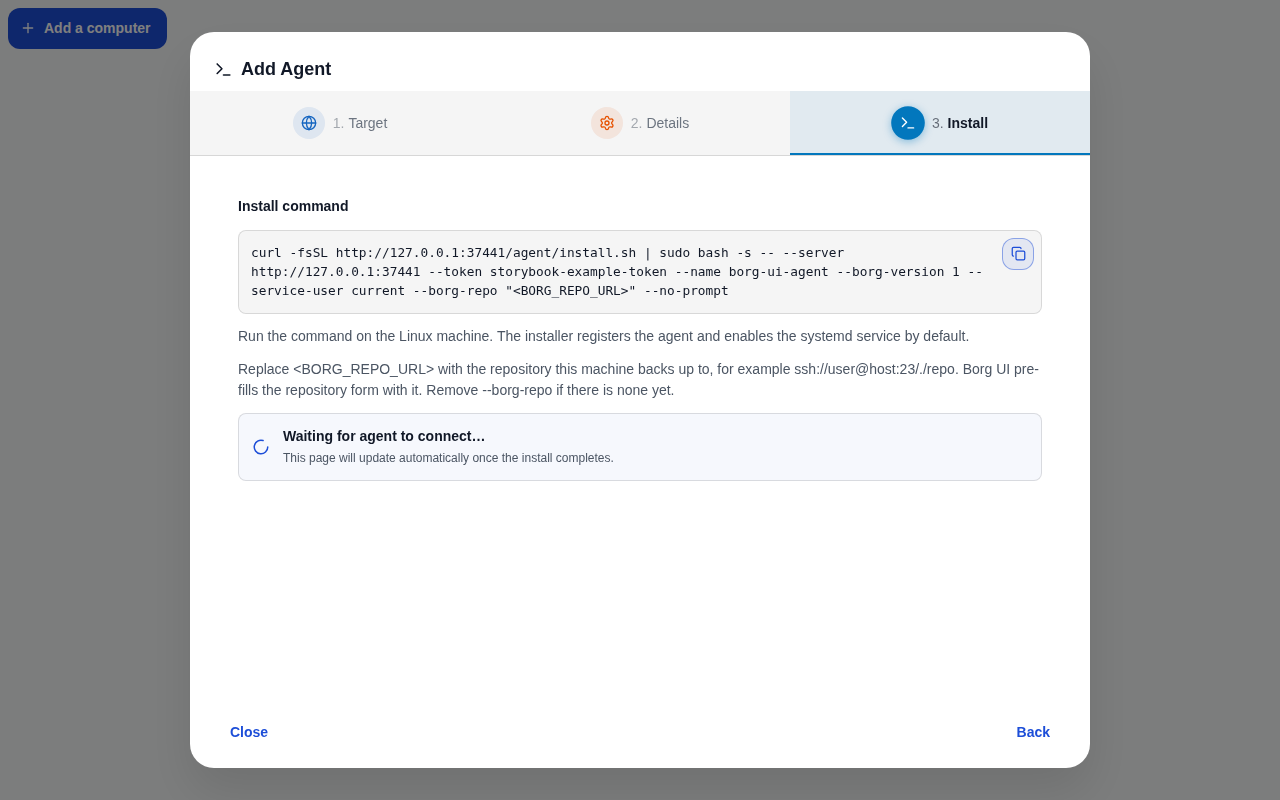 Add a computer
Add Agent
1. Target
2. Details
3. Install
Install command
curl -fsSL http://127.0.0.1:37441/agent/install.sh | sudo bash -s -- --server
http://127.0.0.1:37441 --token storybook-example-token --name borg-ui-agent --borg-version 1 --
service-user current --borg-repo "<BORG_REPO_URL>" --no-prompt
Run the command on the Linux machine. The installer registers the agent and enables the systemd service by default.
Replace <BORG_REPO_URL> with the repository this machine backs up to, for example ssh://user@host:23/./repo. Borg UI pre-
fills the repository form with it. Remove --borg-repo if there is none yet.
Waiting for agent to connect…
This page will update automatically once the install completes.
Close
Back